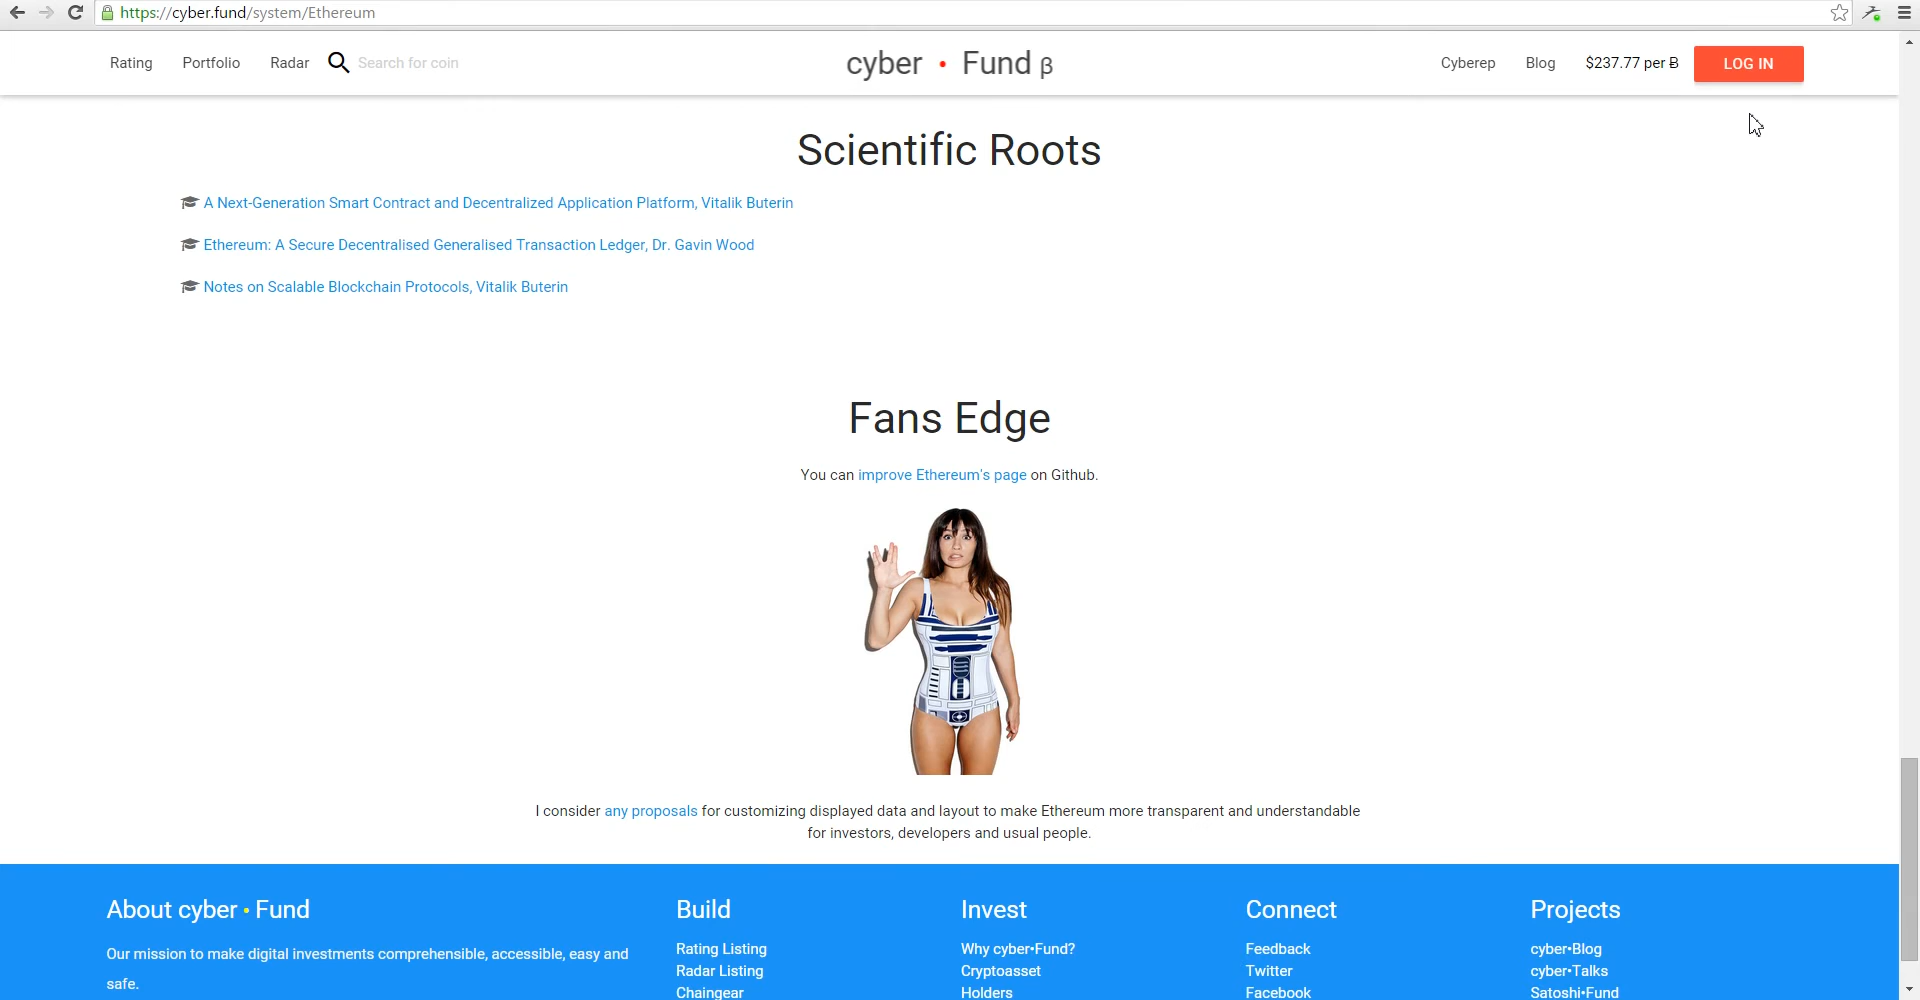 https://cyber.fund/system/Ethereum
Rating Portfolio Radar Search for coin cyber • Fund β Cyberep Blog $237.77 per Ƀ LOG IN
Scientific Roots
A Next-Generation Smart Contract and Decentralized Application Platform, Vitalik Buterin
Ethereum: A Secure Decentralised Generalised Transaction Ledger, Dr. Gavin Wood
Notes on Scalable Blockchain Protocols, Vitalik Buterin
Fans Edge
You can improve Ethereum's page on Github.
I consider any proposals for customizing displayed data and layout to make Ethereum more transparent and understandable
for investors, developers and usual people.
About cyber • Fund
Our mission to make digital investments comprehensible, accessible, easy and
safe.
Build
Rating Listing
Radar Listing
Chaingear
Invest
Why cyber•Fund?
Cryptoasset
Holders
Connect
Feedback
Twitter
Facebook
Projects
cyber•Blog
cyber•Talks
Satoshi•Fund